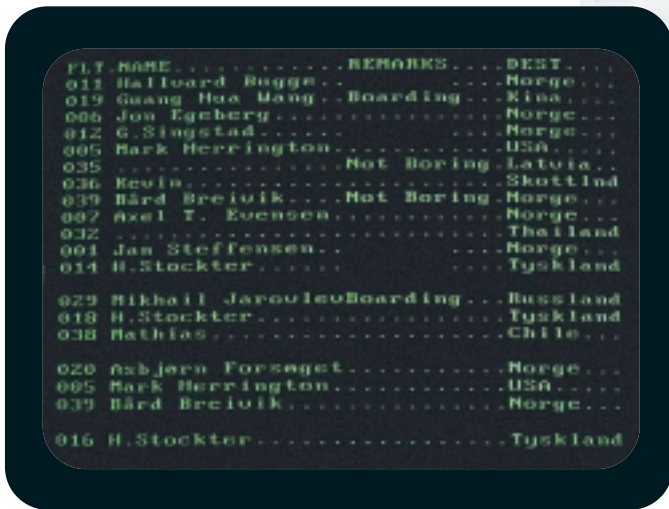 FLT.NAME.............REMARKS....DEST....
011 Hallvard Bugge.. ....Norge...
019 Guang Hua Wang..Boarding....Kina....
006 Jon Egeberg..... ....Norge...
012 G.Singstad...... ....Norge...
005 Mark Herrington.............USA.....
035 ................Not Boring.Latvia..
036 Kevin.......................Skottlnd
039 Bård Breivik....Not Boring.Norge...
007 Axel T. Evensen.............Norge...
032 ............................Thailand
001 Jan Steffensen.. ....Norge...
014 H.Stockter...... ....Tyskland
029 Mikhail JarovlevBoarding...Russland
018 H.Stockter..................Tyskland
038 Mathias.....................Chile...
020 Asbjørn Forsøget............Norge...
005 Mark Herrington.............USA.....
039 Bård Breivik................Norge...
016 H.Stockter..................Tyskland